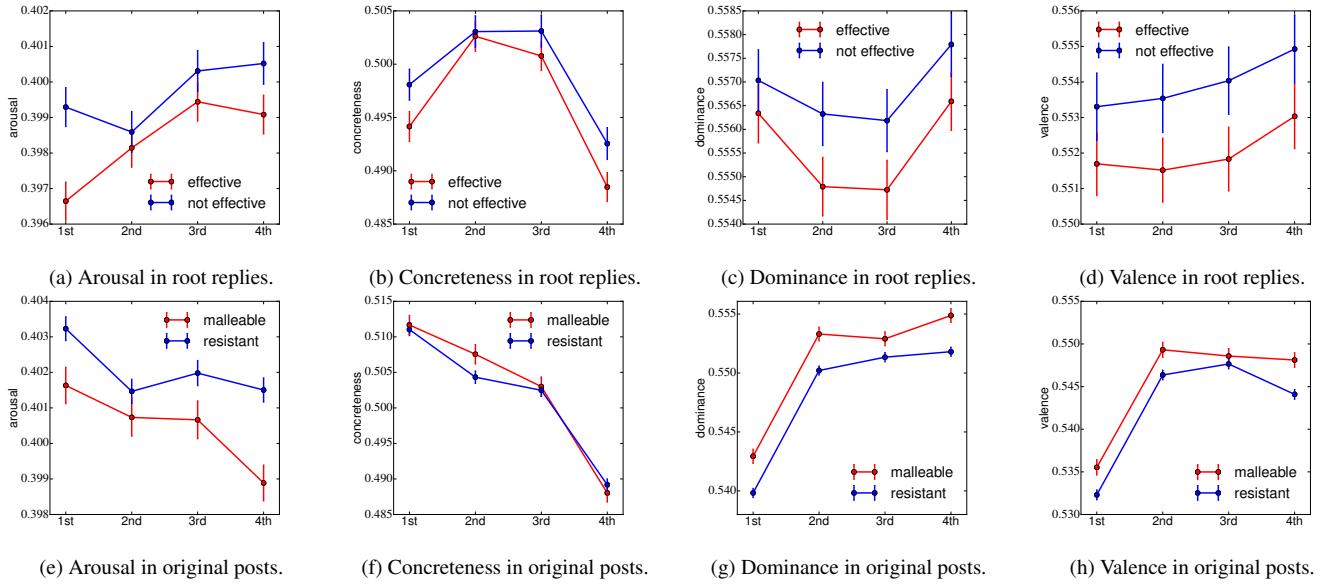 0.402
0.401
0.400
0.399
0.398
0.397
0.396
arousal
effective
not effective
1st 2nd 3rd 4th
(a) Arousal in root replies.
0.505
0.500
0.495
0.490
0.485
concreteness
effective
not effective
1st 2nd 3rd 4th
(b) Concreteness in root replies.
0.5585
0.5580
0.5575
0.5570
0.5565
0.5560
0.5555
0.5550
0.5545
0.5540
dominance
effective
not effective
1st 2nd 3rd 4th
(c) Dominance in root replies.
0.556
0.555
0.554
0.553
0.552
0.551
0.550
valence
effective
not effective
1st 2nd 3rd 4th
(d) Valence in root replies.
0.404
0.403
0.402
0.401
0.400
0.399
0.398
arousal
malleable
resistant
1st 2nd 3rd 4th
(e) Arousal in original posts.
0.515
0.510
0.505
0.500
0.495
0.490
0.485
concreteness
malleable
resistant
1st 2nd 3rd 4th
(f) Concreteness in original posts.
0.555
0.550
0.545
0.540
dominance
malleable
resistant
1st 2nd 3rd 4th
(g) Dominance in original posts.
0.555
0.550
0.545
0.540
0.535
0.530
valence
malleable
resistant
1st 2nd 3rd 4th
(h) Valence in original posts.